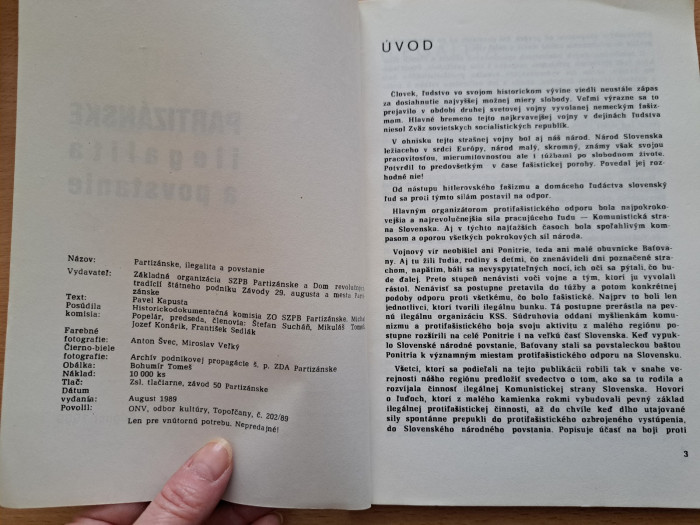 Názov: Partizánske, ilegalita a povstanie
Vydavateľ: Základná organizácia SZPB Partizánske a Dom revolučných
tradícií štátneho podniku Závody 29. augusta a mesta Parti-
zánske
Text: Pavel Kapusta
Posúdila Historickodokumentačná komisia ZO SZPB Partizánske. Michal
komisia: Popelár, predseda, členovia: Štefan Sucháň, Mikuláš
Jozef Konárik, František Sedlák
Farebné
fotografie: Anton Švec, Miroslav Veľký
Čierno-biele
fotografie: Archív podnikovej propagácie š. p. ZDA Partizánske
Obálka: Bohumír Tomeš
Náklad: 10 000 ks
Tlač: Zsl. tlačiarne, závod 50 Partizánske
Dátum
vydania: August 1989
Povolil: ONV, odbor kultúry, Topoľčany, č. 202/89
Len pre vnútornú potrebu. Nepredajné!
ÚVOD
Človek, ľudstvo vo svojom historickom vývine viedli neustále zápas
za dosiahnutie najvyššej možnej miery slobody. Veľmi výrazne sa to
prejavilo v období druhej svetovej vojny vyvolanej nemeckým fašiz-
mom. Hlavné bremeno tejto najkrvavejšej vojny v dejinách ľudstva
niesol Zväz sovietskych socialistických republík.
V ohnisku tejto strašnej vojny bol aj náš národ. Národ Slovenska
ležiaceho v srdci Európy, národ malý, skromný, známy však svojou
pracovitosťou, mierumilovnosťou ale i túžbami po slobodnom živote.
Potvrdil to predovšetkým v čase fašistickej poroby. Povedal jej roz-
hodné nie!
Od nástupu hitlerovského fašizmu a domáceho ľudáctva slovenský
ľud sa proti týmto silám postavil na odpor.
Hlavným organizátorom protifašistického odporu bola najpokroko-
vejšia a najrevolučnejšia sila pracujúceho ľudu — Komunistická stra-
na Slovenska. Aj v týchto najťažších časoch bola spoľahlivým kom-
pasom a oporou všetkých pokrokových síl národa.
Vojnový vír neobišiel ani Ponitrie, teda ani malé obuvnícke Baťova-
ny. Aj tu žili ľudia, rodiny s deťmi, čo znenávideli dni poznačené stra-
chom, napätím, báli sa nevyspytateľných nocí, ich oči sa pýtali, čo bu-
de ďalej. Preto stupeň nenávisti voči vojne a tým, ktorí ju vyvolali
rástol. Nenávisť sa postupne pretavila do túžby a potom konkrétnej
podoby odporu proti všetkému, čo bolo fašistické. Najprv to boli len
jednotlivci, ktorí tvorili ilegálnu bunku. Tá postupne prerástla na pev-
nú ilegálnu organizáciu KSS. Súdruhovia oddaní myšlienkam komu-
nizmu a protifašistického boja svoju aktivitu z malého regiónu po-
stupne rozšírili na celé Ponitrie i na veľkú časť Slovenska. Keď vypuk-
lo Slovenské národné povstanie, Baťovany stali sa povstaleckou baštou
Ponitria k významným miestam protifašistického odporu na Slovensku.
Všetci, ktorí sa podieľali na tejto publikácii robili tak v snahe ve-
rejnosti nášho regiónu predložiť svedectvo o tom, ako sa tu rodila a
rozvíjala činnosť ilegálnej Komunistickej strany Slovenska. Hovorí
o ľuďoch, ktorí z malého kamienka rokmi vybudovali pevný základ
ilegálnej protifašistickej činnosti, až do chvíle keď dlho utajované
sily spontánne prepukli do protifašistického ozbrojeného vystúpenia,
do Slovenského národného povstania. Popisuje účasť na boji proti
3